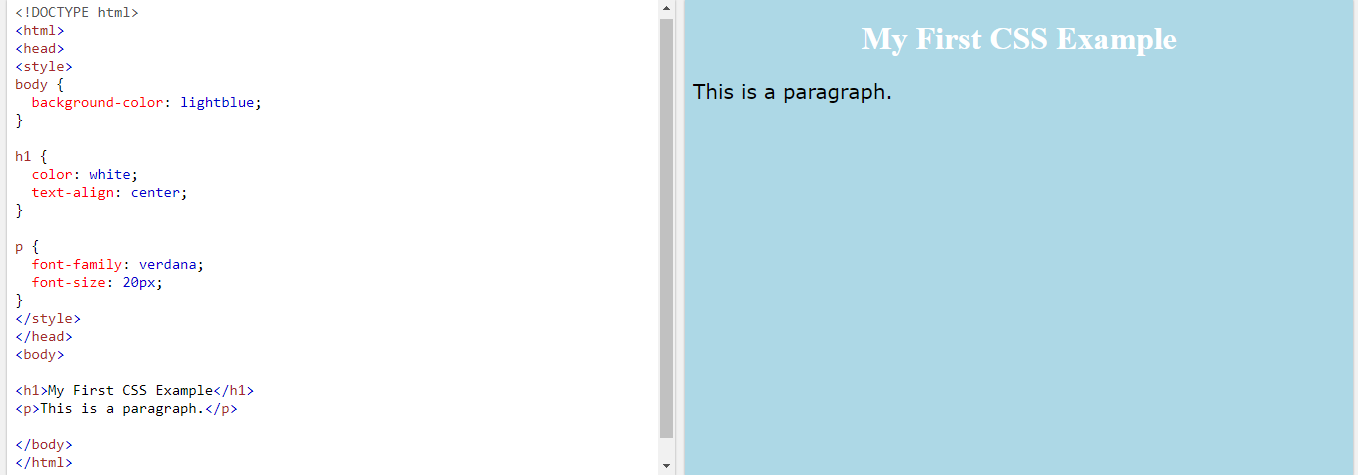 <!DOCTYPE html>
<html>
<head>
<style>
body {
  background-color: lightblue;
}

h1 {
  color: white;
  text-align: center;
}

p {
  font-family: verdana;
  font-size: 20px;
}
</style>
</head>
<body>

<h1>My First CSS Example</h1>
<p>This is a paragraph.</p>

</body>
</html>
My First CSS Example
This is a paragraph.